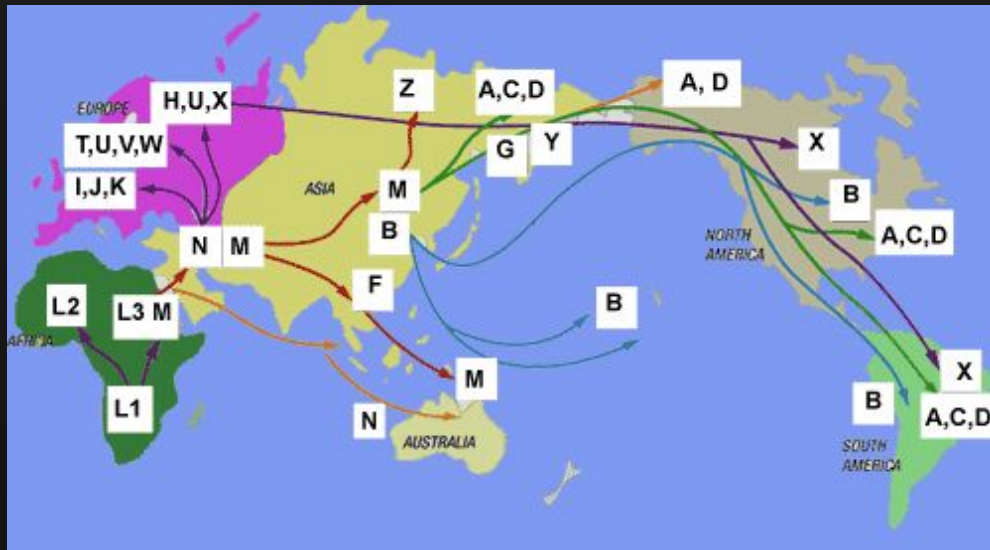 EUROPE
H,U,X
T,U,V,W
I,J,K
Z
A,C,D
A, D
G
Y
X
ASIA
M
B
B
N M
NORTH
AMERICA
A,C,D
F
L2
L3 M
B
AFRICA
L1
M
N
AUSTRALIA
X
B
A,C,D
SOUTH
AMERICA